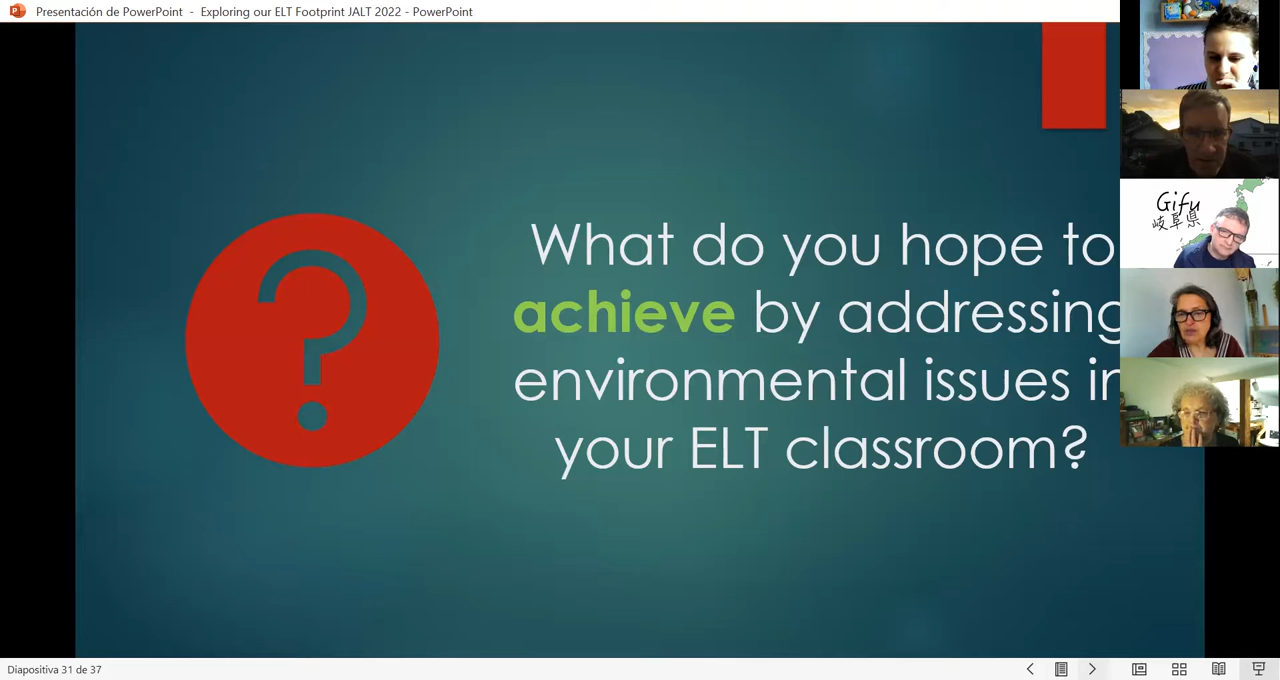 Presentación de PowerPoint - Exploring our ELT Footprint JALT 2022 - PowerPoint
What do you hope to
achieve by addressing
environmental issues in
your ELT classroom?
?
Gifu
岐阜県
Diapositiva 31 de 37